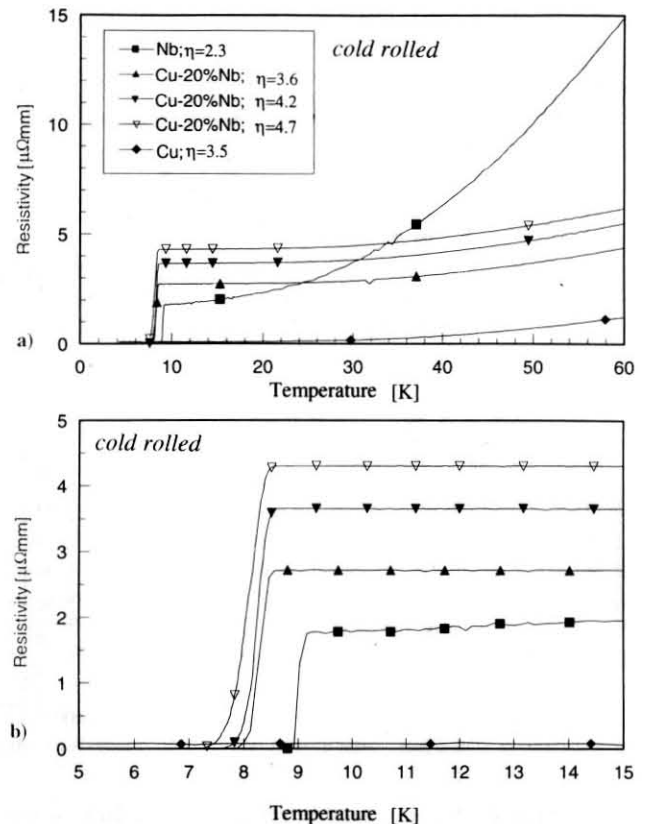 15
10
5
0
Resistivity [μΩmm]
cold rolled
Nb; η=2.3
Cu-20%Nb; η=3.6
Cu-20%Nb; η=4.2
Cu-20%Nb; η=4.7
Cu; η=3.5
a)
0 10 20 30 40 50 60
Temperature [K]
5
4
3
2
1
0
Resistivity [μΩmm]
cold rolled
b)
5 6 7 8 9 10 11 12 13 14 15
Temperature [K]